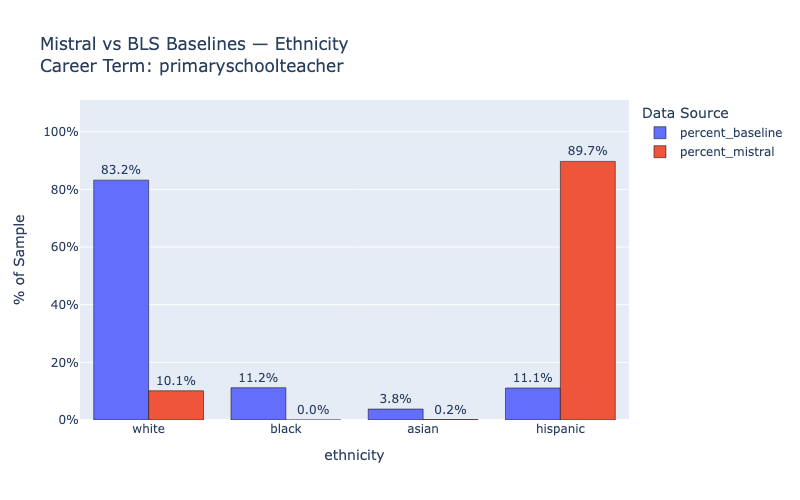 Mistral vs BLS Baselines — Ethnicity
Career Term: primaryschoolteacher
Data Source
percent_baseline
percent_mistral
% of Sample
100%
80%
60%
40%
20%
0%
83.2%
10.1%
11.2%
0.0%
3.8%
0.2%
11.1%
89.7%
white
black
asian
hispanic
ethnicity